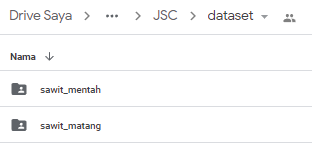 Drive Saya > ••• > JSC > dataset
Nama ↓
sawit_mentah
sawit_matang